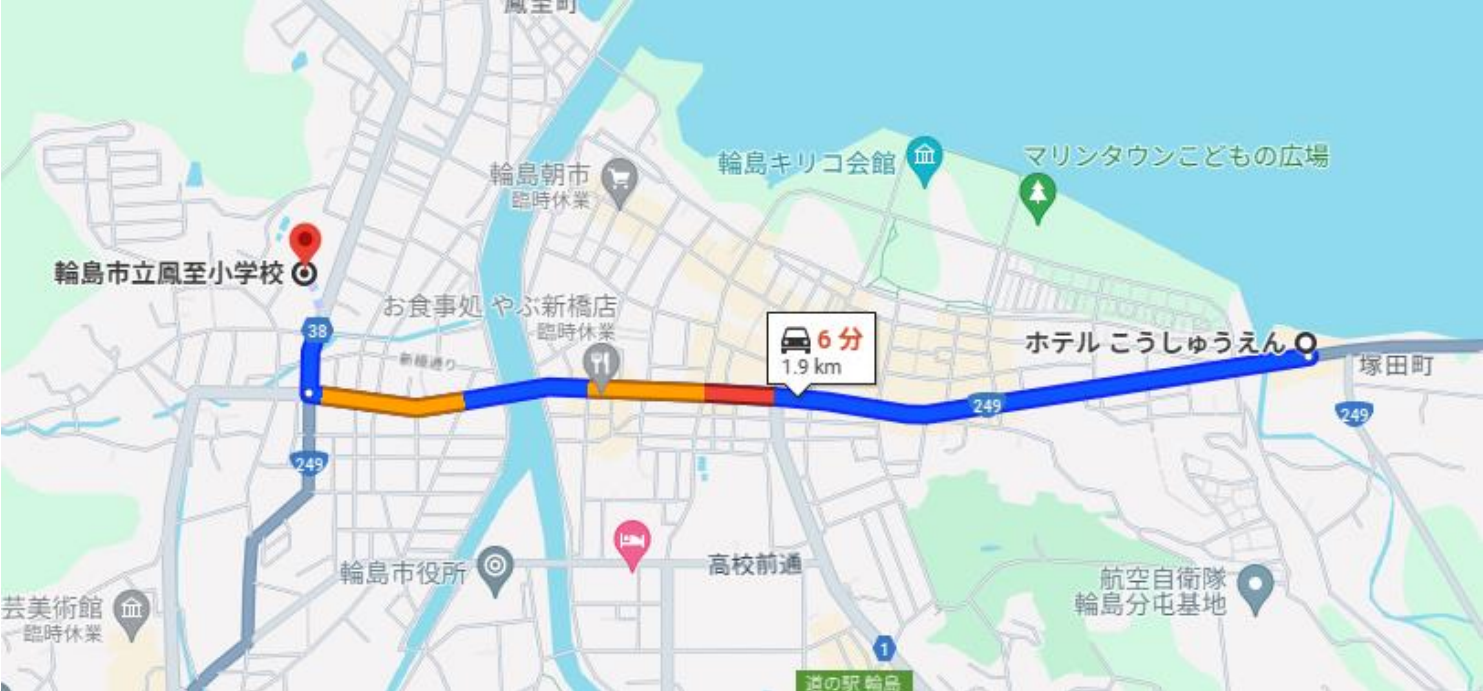 鳳至町
輪島朝市
臨時休業
輪島キリコ会館
マリンタウンこどもの広場
輪島市立鳳至小学校
お食事処 やぶ新橋店
臨時休業
38
新橋通り
6 分
1.9 km
ホテル こうしゅうえん
塚田町
249
249
249
輪島市役所
高校前通
航空自衛隊
輪島分屯基地
芸美術館
臨時休業
1
道の駅 輪島